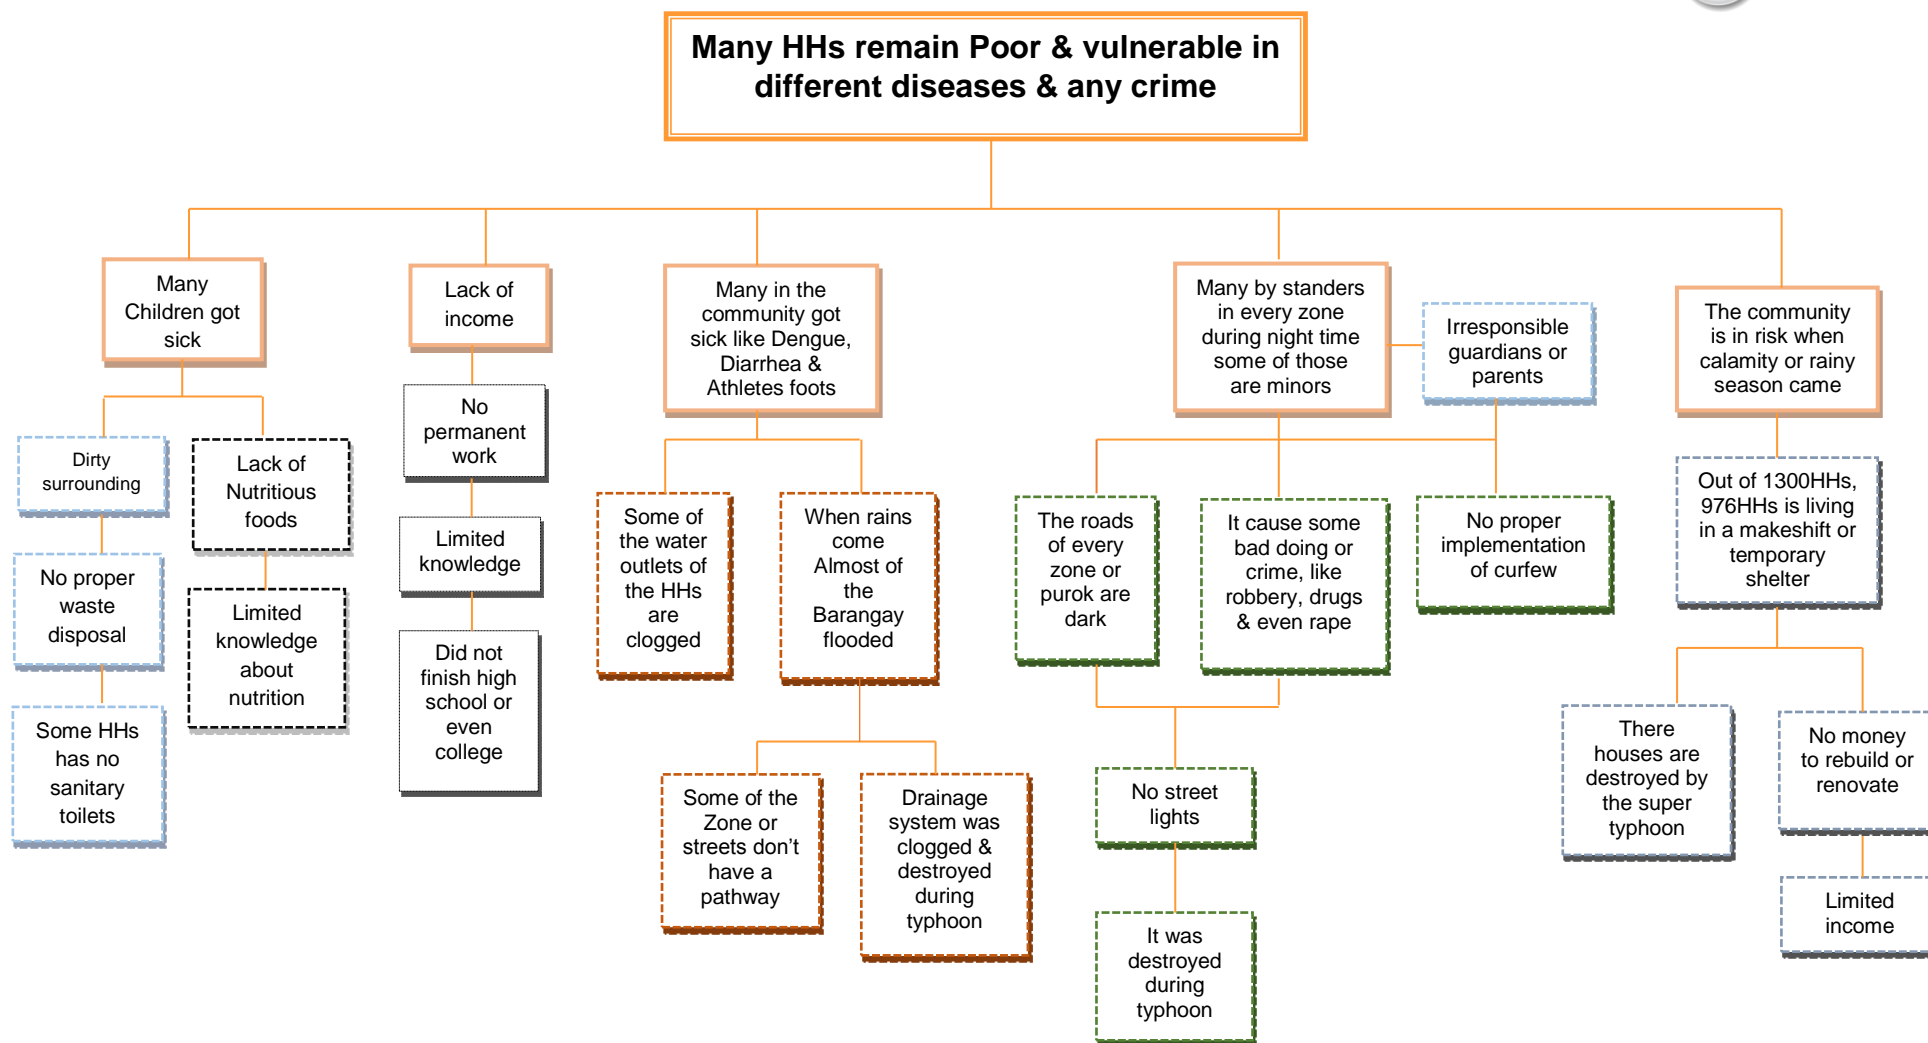 Many HHs remain Poor & vulnerable in
different diseases & any crime
Many
Children got
sick
Lack of
income
Many in the
community got
sick like Dengue,
Diarrhea &
Athletes foots
Many by standers
in every zone
during night time
some of those
are minors
Irresponsible
guardians or
parents
The community
is in risk when
calamity or rainy
season came
Dirty
surrounding
Lack of
Nutritious
foods
No
permanent
work
Some of
the water
outlets of
the HHs
are
clogged
When rains
come
Almost of
the
Barangay
flooded
The roads
of every
zone or
purok are
dark
It cause some
bad doing or
crime, like
robbery, drugs
& even rape
No proper
implementation
of curfew
Out of 1300HHs,
976HHs is living
in a makeshift or
temporary
shelter
No proper
waste
disposal
Limited
knowledge
about
nutrition
Limited
knowledge
Did not
finish high
school or
even
college
Some HHs
has no
sanitary
toilets
Some of the
Zone or
streets don't
have a
pathway
Drainage
system was
clogged &
destroyed
during
typhoon
No street
lights
There
houses are
destroyed by
the super
typhoon
No money
to rebuild or
renovate
It was
destroyed
during
typhoon
Limited
income